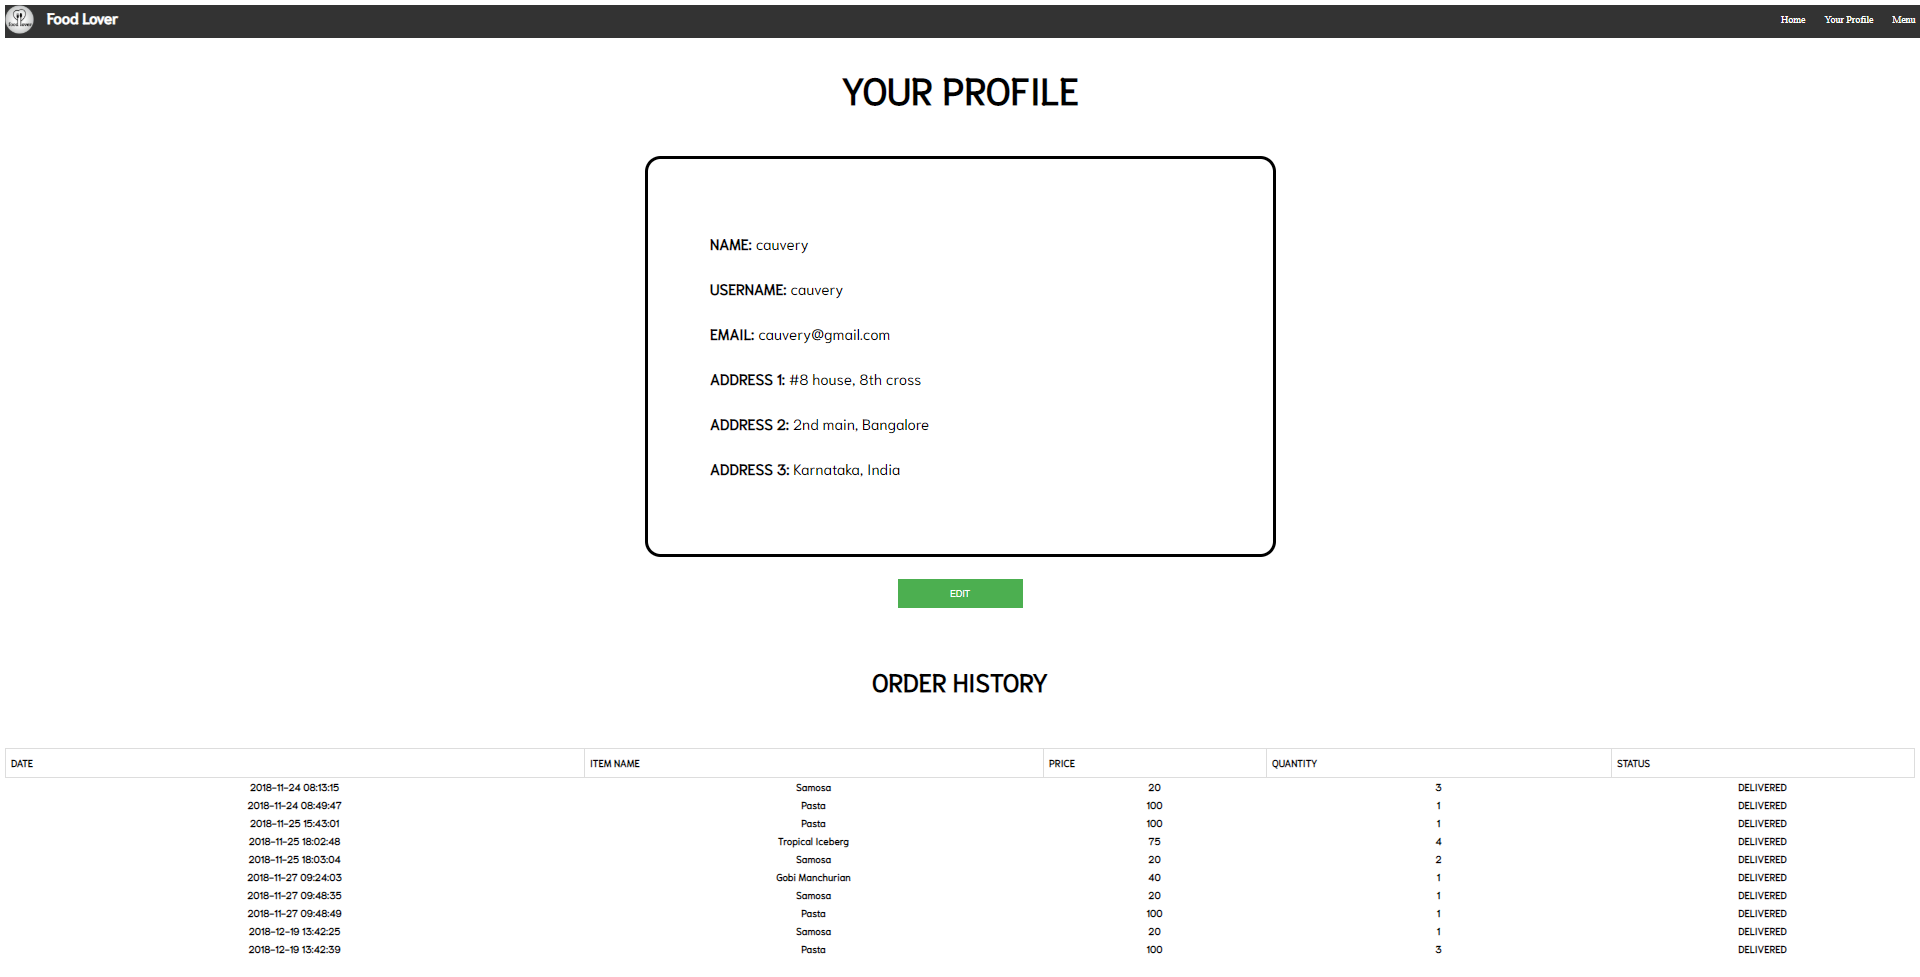 food lover
Food Lover
Home Your Profile Menu
YOUR PROFILE
NAME: cauvery
USERNAME: cauvery
EMAIL: cauvery@gmail.com
ADDRESS 1: #8 house, 8th cross
ADDRESS 2: 2nd main, Bangalore
ADDRESS 3: Karnataka, India
EDIT
ORDER HISTORY
DATE ITEM NAME PRICE QUANTITY STATUS
2018-11-24 08:13:15 Samosa 20 3 DELIVERED
2018-11-24 08:49:47 Pasta 100 1 DELIVERED
2018-11-25 15:43:01 Pasta 100 1 DELIVERED
2018-11-25 18:02:48 Tropical Iceberg 75 4 DELIVERED
2018-11-25 18:03:04 Samosa 20 2 DELIVERED
2018-11-27 09:24:03 Gobi Manchurian 40 1 DELIVERED
2018-11-27 09:48:35 Samosa 20 1 DELIVERED
2018-11-27 09:48:49 Pasta 100 1 DELIVERED
2018-12-19 13:42:25 Samosa 20 1 DELIVERED
2018-12-19 13:42:39 Pasta 100 3 DELIVERED